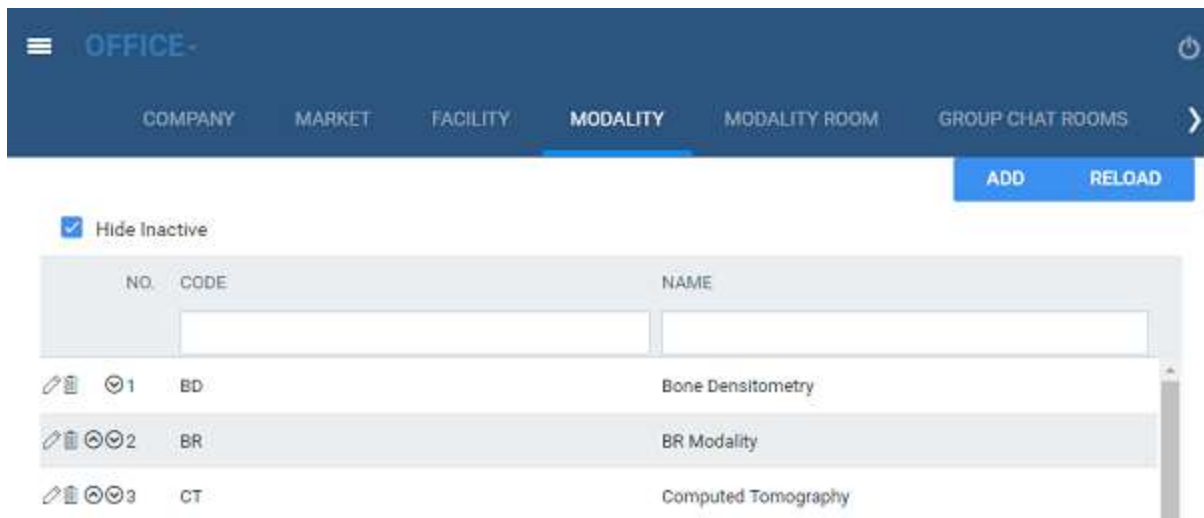 OFFICE
COMPANY MARKET FACILITY MODALITY MODALITY ROOM GROUP CHAT ROOMS
ADD RELOAD
Hide Inactive
NO. CODE NAME
1 BD Bone Densitometry
2 BR BR Modality
3 CT Computed Tomography